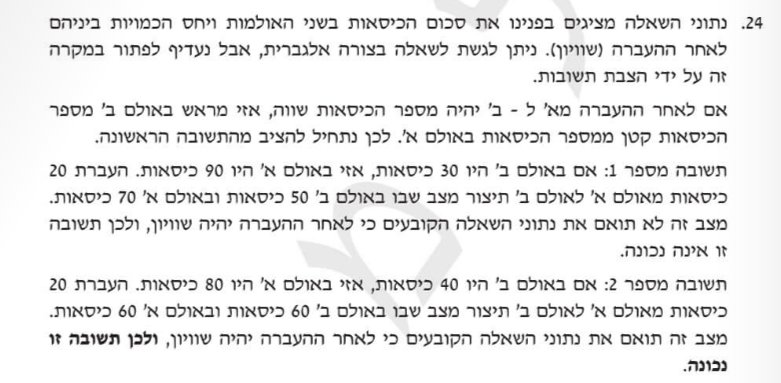 24. נתוני השאלה מציגים בפנינו את סכום הכיסאות בשני האולמות ויחס הכמויות ביניהם
לאחר ההעברה (שוויון). ניתן לגשת לשאלה בצורה אלגברית, אבל נעדיף לפתור במקרה
זה על ידי הצבת תשובות.
אם לאחר ההעברה מא' ל - ב' יהיה מספר הכיסאות שווה, אזי מראש באולם ב' מספר
הכיסאות קטן ממספר הכיסאות באולם א'. לכן נתחיל להציב מהתשובה הראשונה.
תשובה מספר 1: אם באולם ב' היו 30 כיסאות, אזי באולם א' היו 90 כיסאות. העברת 20
כיסאות מאולם א' לאולם ב' תיצור מצב שבו באולם ב' 50 כיסאות ובאולם א' 70 כיסאות.
מצב זה לא תואם את נתוני השאלה הקובעים כי לאחר ההעברה יהיה שוויון, ולכן תשובה
זו אינה נכונה.
תשובה מספר 2: אם באולם ב' היו 40 כיסאות, אזי באולם א' היו 80 כיסאות. העברת 20
כיסאות מאולם א' לאולם ב' תיצור מצב שבו באולם ב' 60 כיסאות ובאולם א' 60 כיסאות.
מצב זה תואם את נתוני השאלה הקובעים כי לאחר ההעברה יהיה שוויון, ולכן תשובה זו
נכונה.